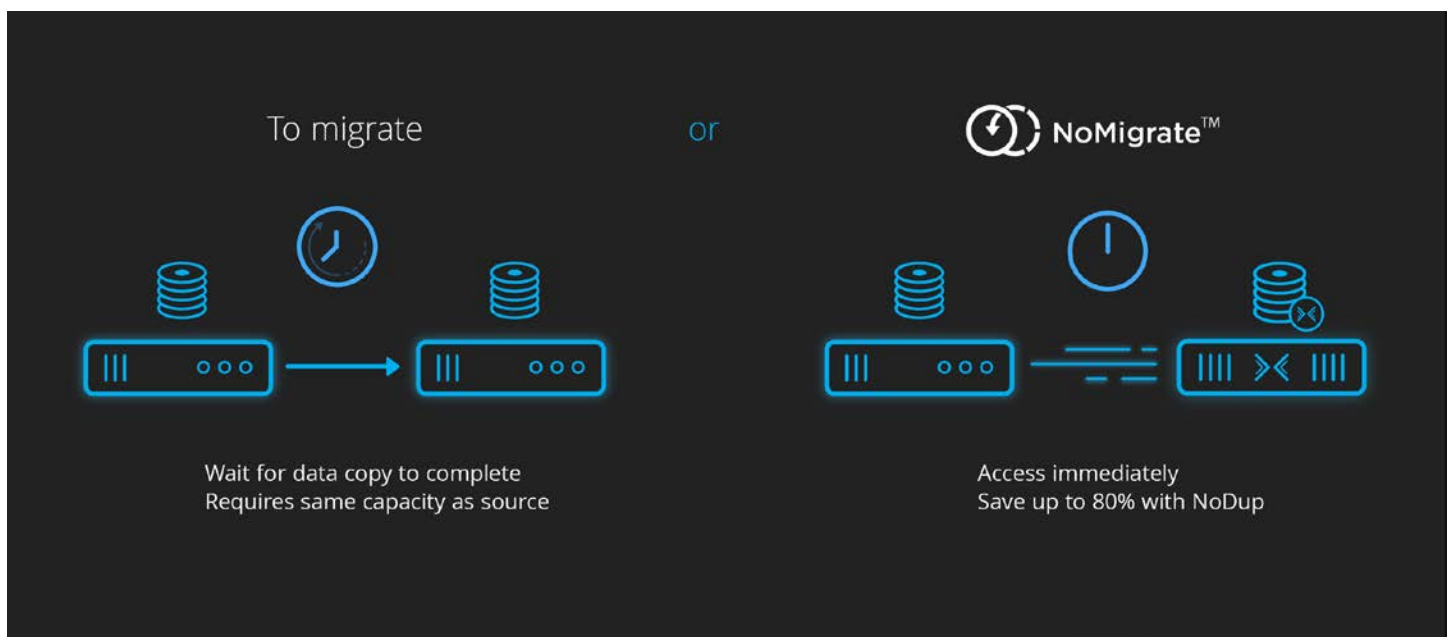 To migrate
or
NoMigrate™
Wait for data copy to complete
Requires same capacity as source
Access immediately
Save up to 80% with NoDup